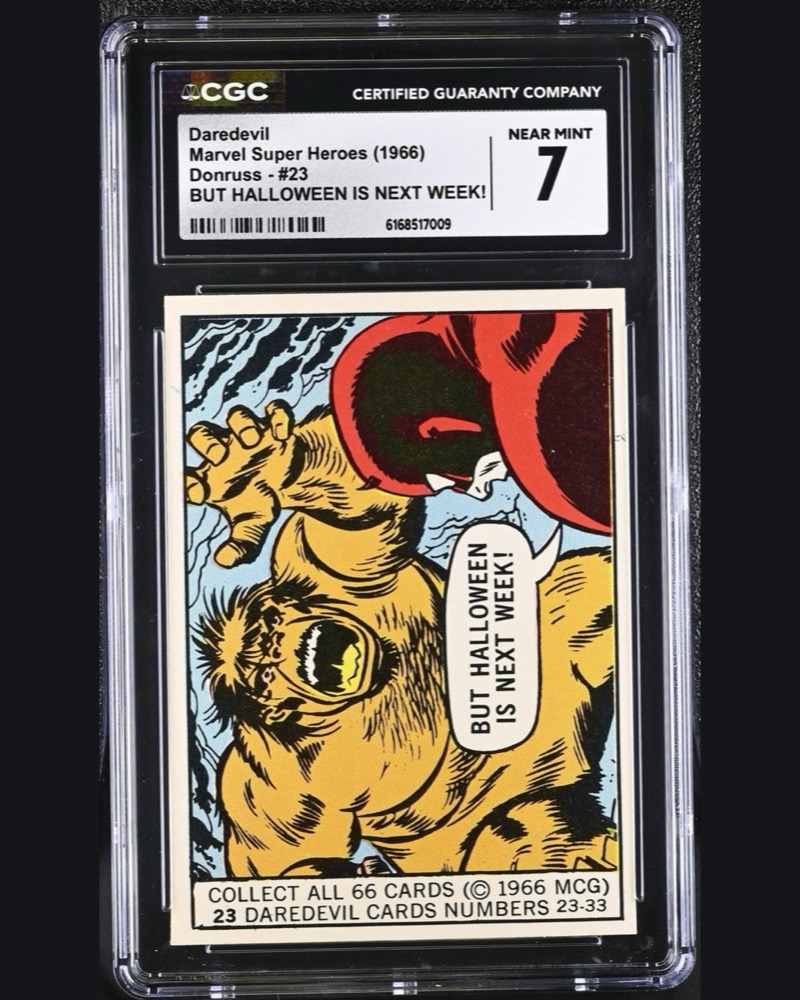 CGC
CERTIFIED GUARANTY COMPANY
Daredevil
Marvel Super Heroes (1966)
Donruss - #23
BUT HALLOWEEN IS NEXT WEEK!
NEAR MINT
7
6168517009
BUT HALLOWEEN
IS NEXT WEEK!
COLLECT ALL 66 CARDS (© 1966 MCG)
23 DAREDEVIL CARDS NUMBERS 23-33